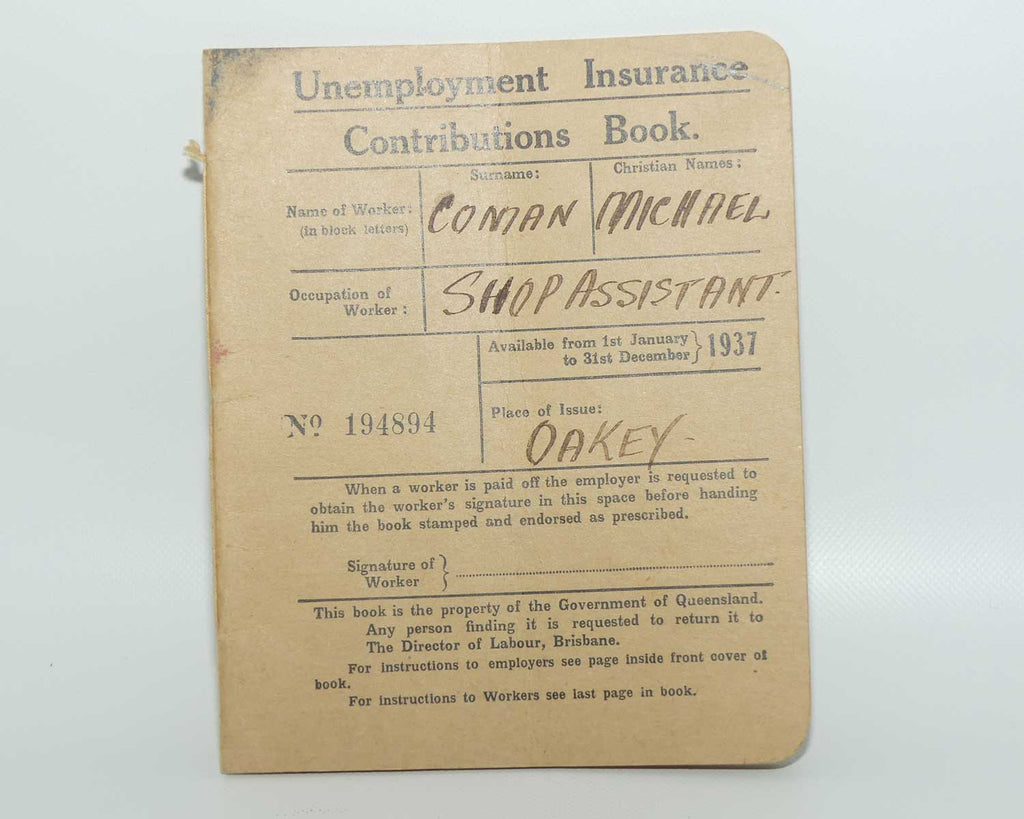 Unemployment Insurance
Contributions Book.
Surname: Christian Names:
Name of Worker: COMAN MICHAEL
(in block letters)
Occupation of Worker: SHOP ASSISTANT.
Available from 1st January
to 31st December } 1937
Place of Issue:
Nº 194894
OAKEY-
When a worker is paid off the employer is requested to
obtain the worker's signature in this space before handing
him the book stamped and endorsed as prescribed.
Signature of
Worker }
This book is the property of the Government of Queensland.
Any person finding it is requested to return it to
The Director of Labour, Brisbane.
For instructions to employers see page inside front cover of
book.
For instructions to Workers see last page in book.